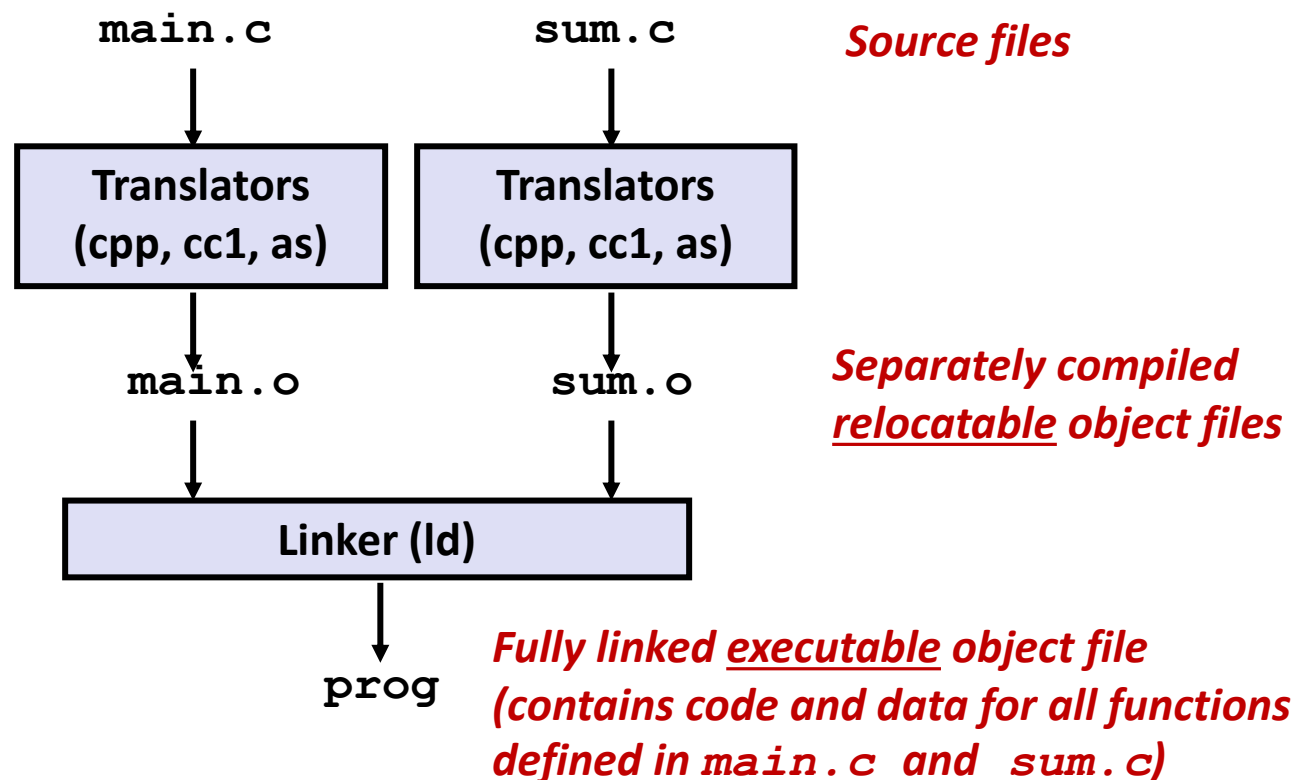 main.c
sum.c
Source files
Translators
(cpp, cc1, as)
Translators
(cpp, cc1, as)
main.o
sum.o
Separately compiled
relocatable object files
Linker (ld)
prog
Fully linked executable object file
(contains code and data for all functions
defined in main.c and sum.c)